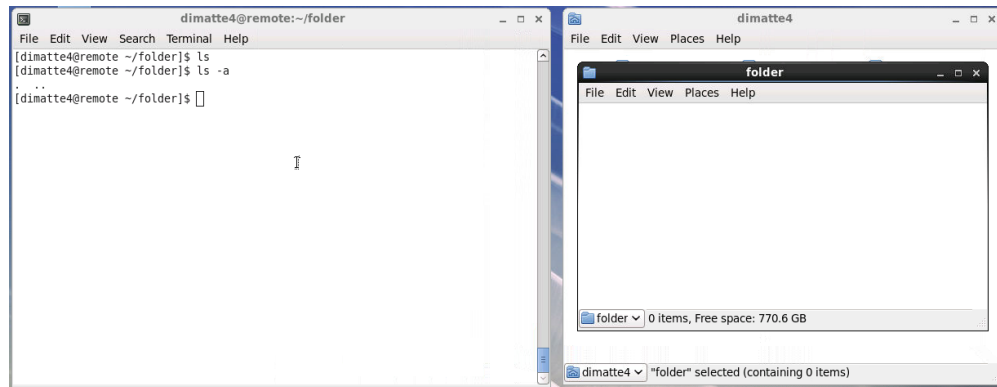 dimatte4@remote:~/folder
File Edit View Search Terminal Help
[dimatte4@remote ~/folder]$ ls
[dimatte4@remote ~/folder]$ ls -a
. ..
[dimatte4@remote ~/folder]$
dimatte4
File Edit View Places Help
folder
File Edit View Places Help
folder 0 items, Free space: 770.6 GB
dimatte4 "folder" selected (containing 0 items)